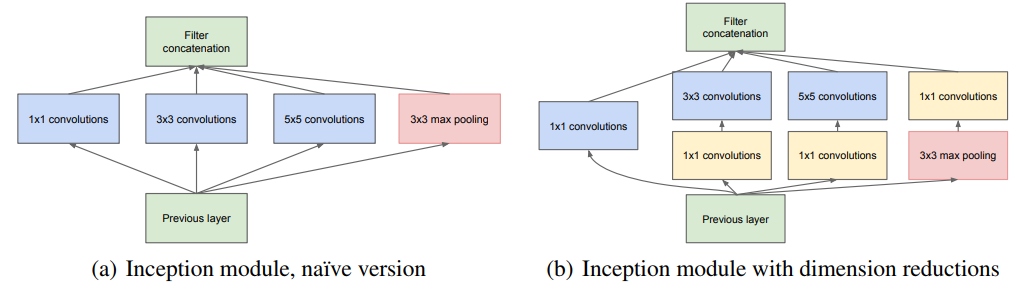 Filter
concatenation
1x1 convolutions
3x3 convolutions
5x5 convolutions
3x3 max pooling
Previous layer
(a) Inception module, naïve version
Filter
concatenation
3x3 convolutions
5x5 convolutions
1x1 convolutions
1x1 convolutions
1x1 convolutions
1x1 convolutions
3x3 max pooling
Previous layer
(b) Inception module with dimension reductions